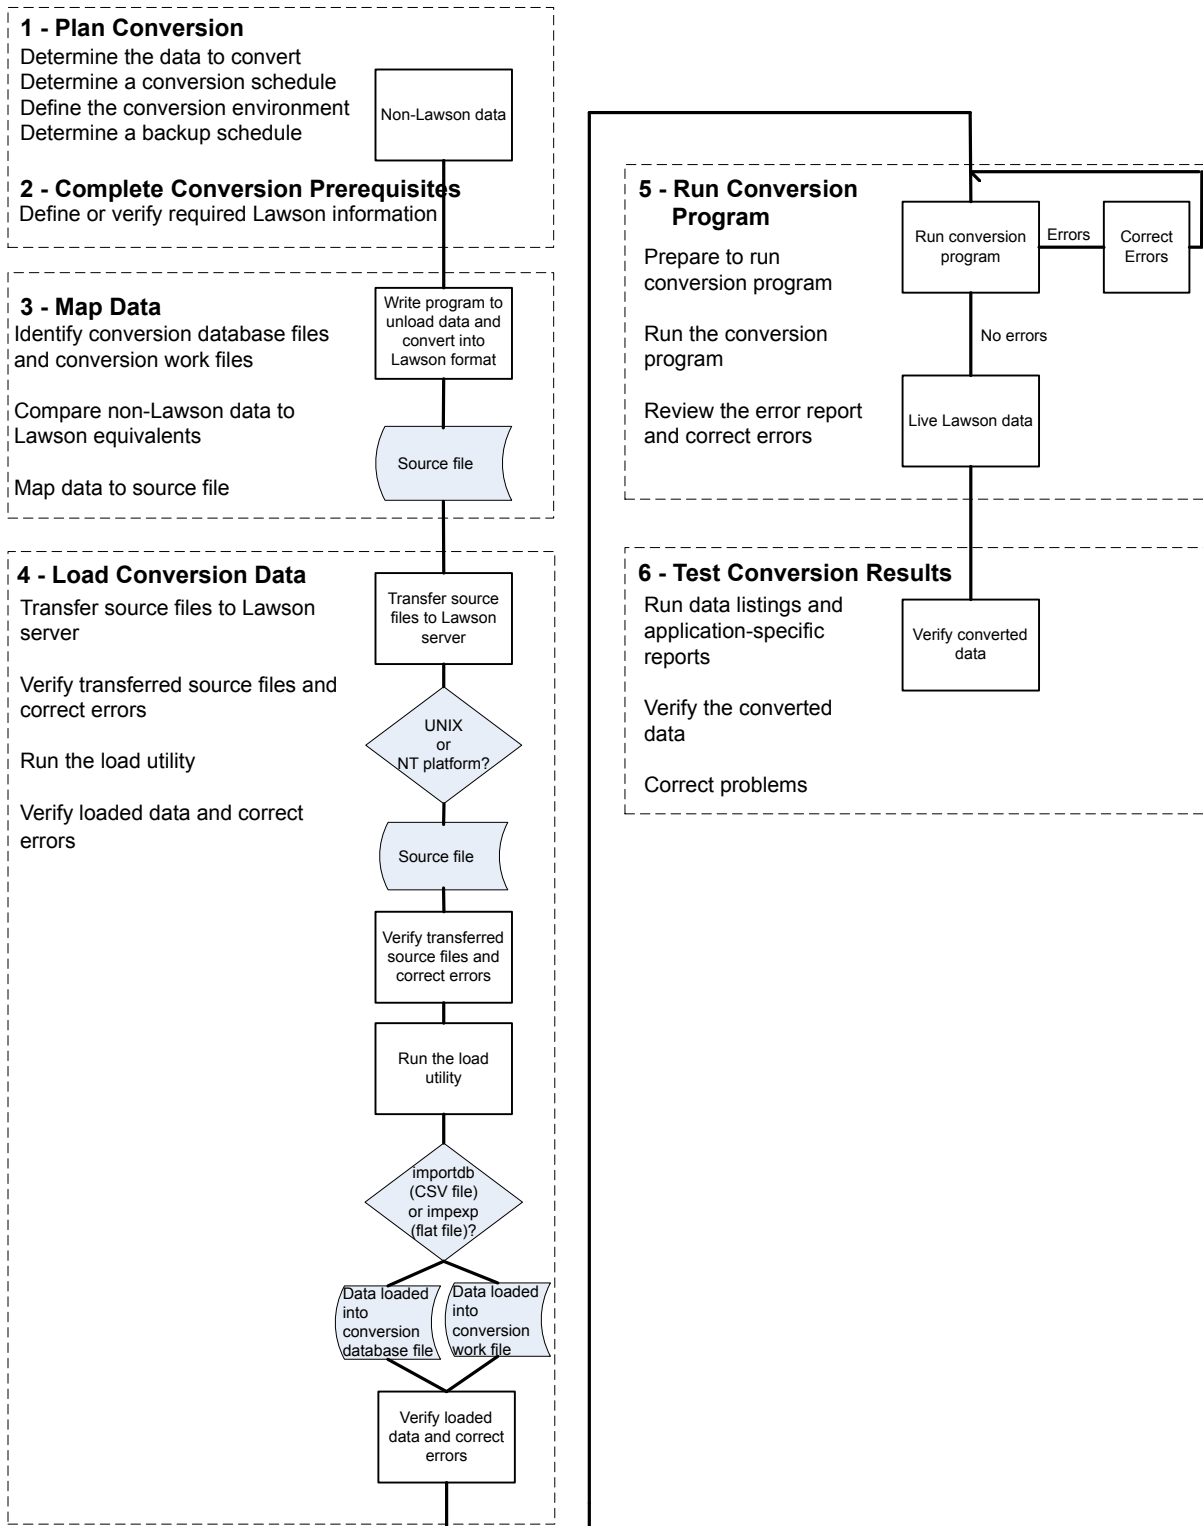 1 - Plan Conversion
Determine the data to convert
Determine a conversion schedule
Define the conversion environment
Determine a backup schedule
Non-Lawson data
2 - Complete Conversion Prerequisites
Define or verify required Lawson information
3 - Map Data
Identify conversion database files
and conversion work files
Compare non-Lawson data to
Lawson equivalents
Map data to source file
Write program to
unload data and
convert into
Lawson format
Source file
4 - Load Conversion Data
Transfer source files to Lawson
server
Verify transferred source files and
correct errors
Run the load utility
Verify loaded data and correct
errors
Transfer source
files to Lawson
server
UNIX
or
NT platform?
Source file
Verify transferred
source files and
correct errors
Run the load
utility
importdb
(CSV file)
or impexp
(flat file)?
Data loaded
into
conversion
database file
Data loaded
into
conversion
work file
Verify loaded
data and correct
errors
5 - Run Conversion
Program
Prepare to run
conversion program
Run the conversion
program
Review the error report
and correct errors
Run conversion
program
Errors
Correct
Errors
No errors
Live Lawson data
6 - Test Conversion Results
Run data listings and
application-specific
reports
Verify the converted
data
Correct problems
Verify converted
data